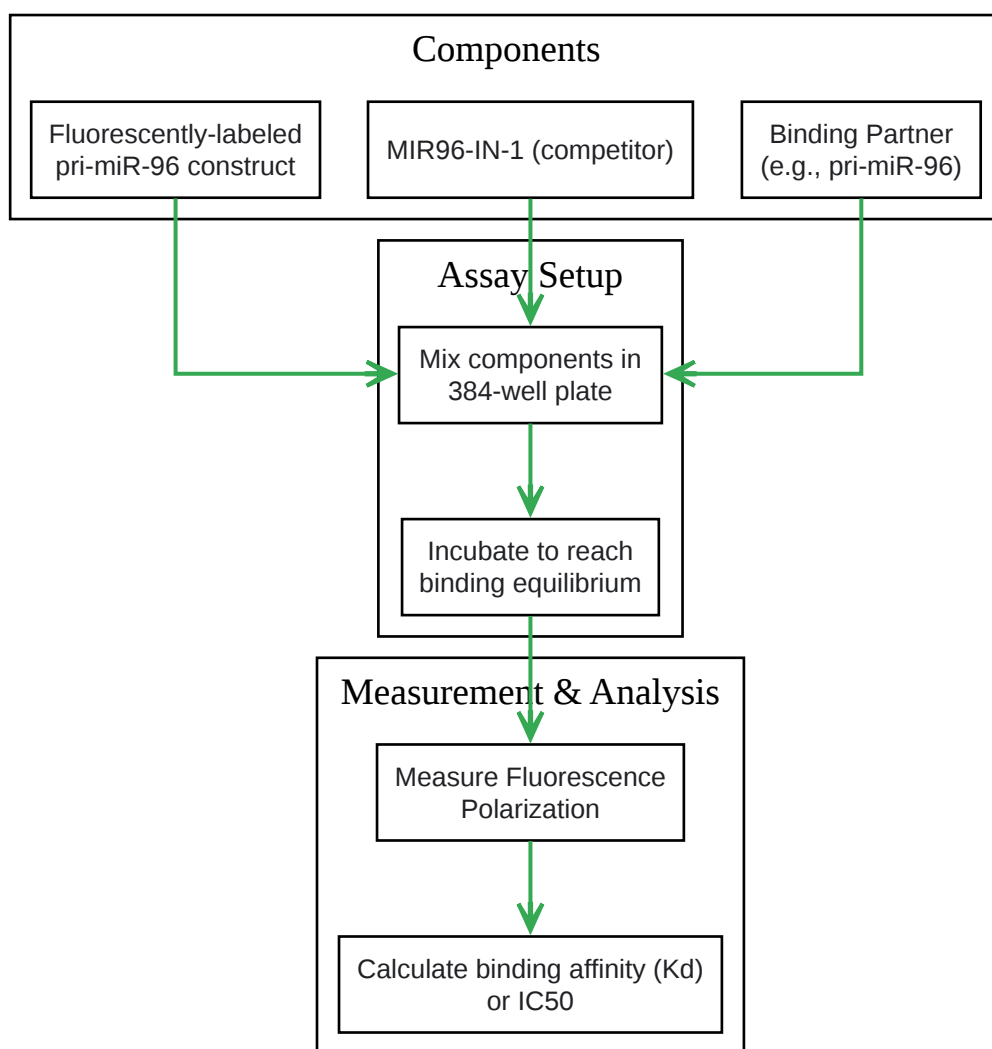 Components
Fluorescently-labeled
pri-miR-96 construct
MIR96-IN-1 (competitor)
Binding Partner
(e.g., pri-miR-96)
Assay Setup
Mix components in
384-well plate
Incubate to reach
binding equilibrium
Measurement & Analysis
Measure Fluorescence
Polarization
Calculate binding affinity (Kd)
or IC50